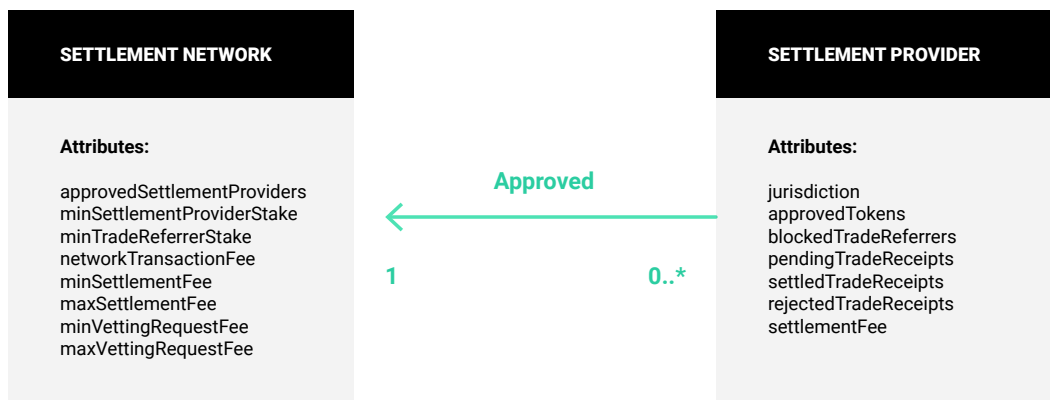 SETTLEMENT NETWORK
Attributes:
approvedSettlementProviders
minSettlementProviderStake
minTradeReferrerStake
networkTransactionFee
minSettlementFee
maxSettlementFee
minVettingRequestFee
maxVettingRequestFee
Approved
1
0..*
SETTLEMENT PROVIDER
Attributes:
jurisdiction
approvedTokens
blockedTradeReferrers
pendingTradeReceipts
settledTradeReceipts
rejectedTradeReceipts
settlementFee